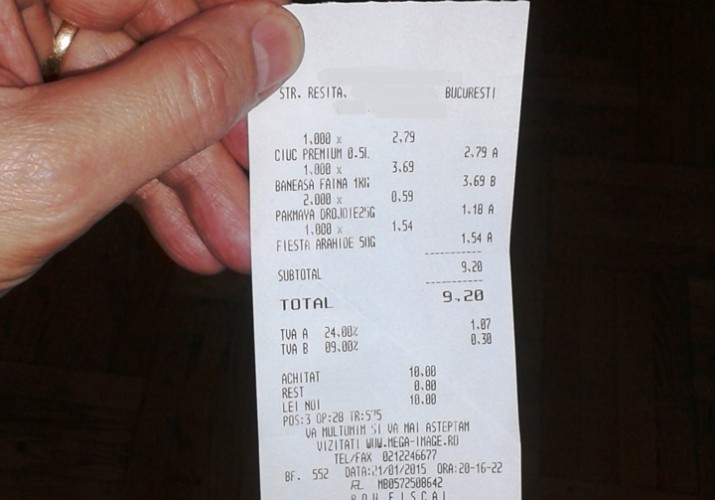 STR. RESITA, BUCURESTI
1.000 x 2.79
CIUC PREMIUM 0.5L 2.79 A
1.000 x 3.69
BANEASA FAINA 1KG 3.69 B
2.000 x 0.59
PAKMAYA DROJDIE25G 1.18 A
1.000 x 1.54
FIESTA ARAHIDE 50G 1.54 A
SUBTOTAL 9.20
TOTAL 9.20
TVA A 24.00% 1.07
TVA B 09.00% 0.30
ACHITAT 10.00
REST 0.80
LEI NOI 10.00
POS:3 OP:28 TR:575
VA MULTUMIM SI VA MAI ASTEPTAM
VIZITATI WWW.MEGA-IMAGE.RO
TEL/FAX 0212246677
BF. 552 DATA:21/01/2015 ORA:20-16-22
MB0572508642
BON FISCAL